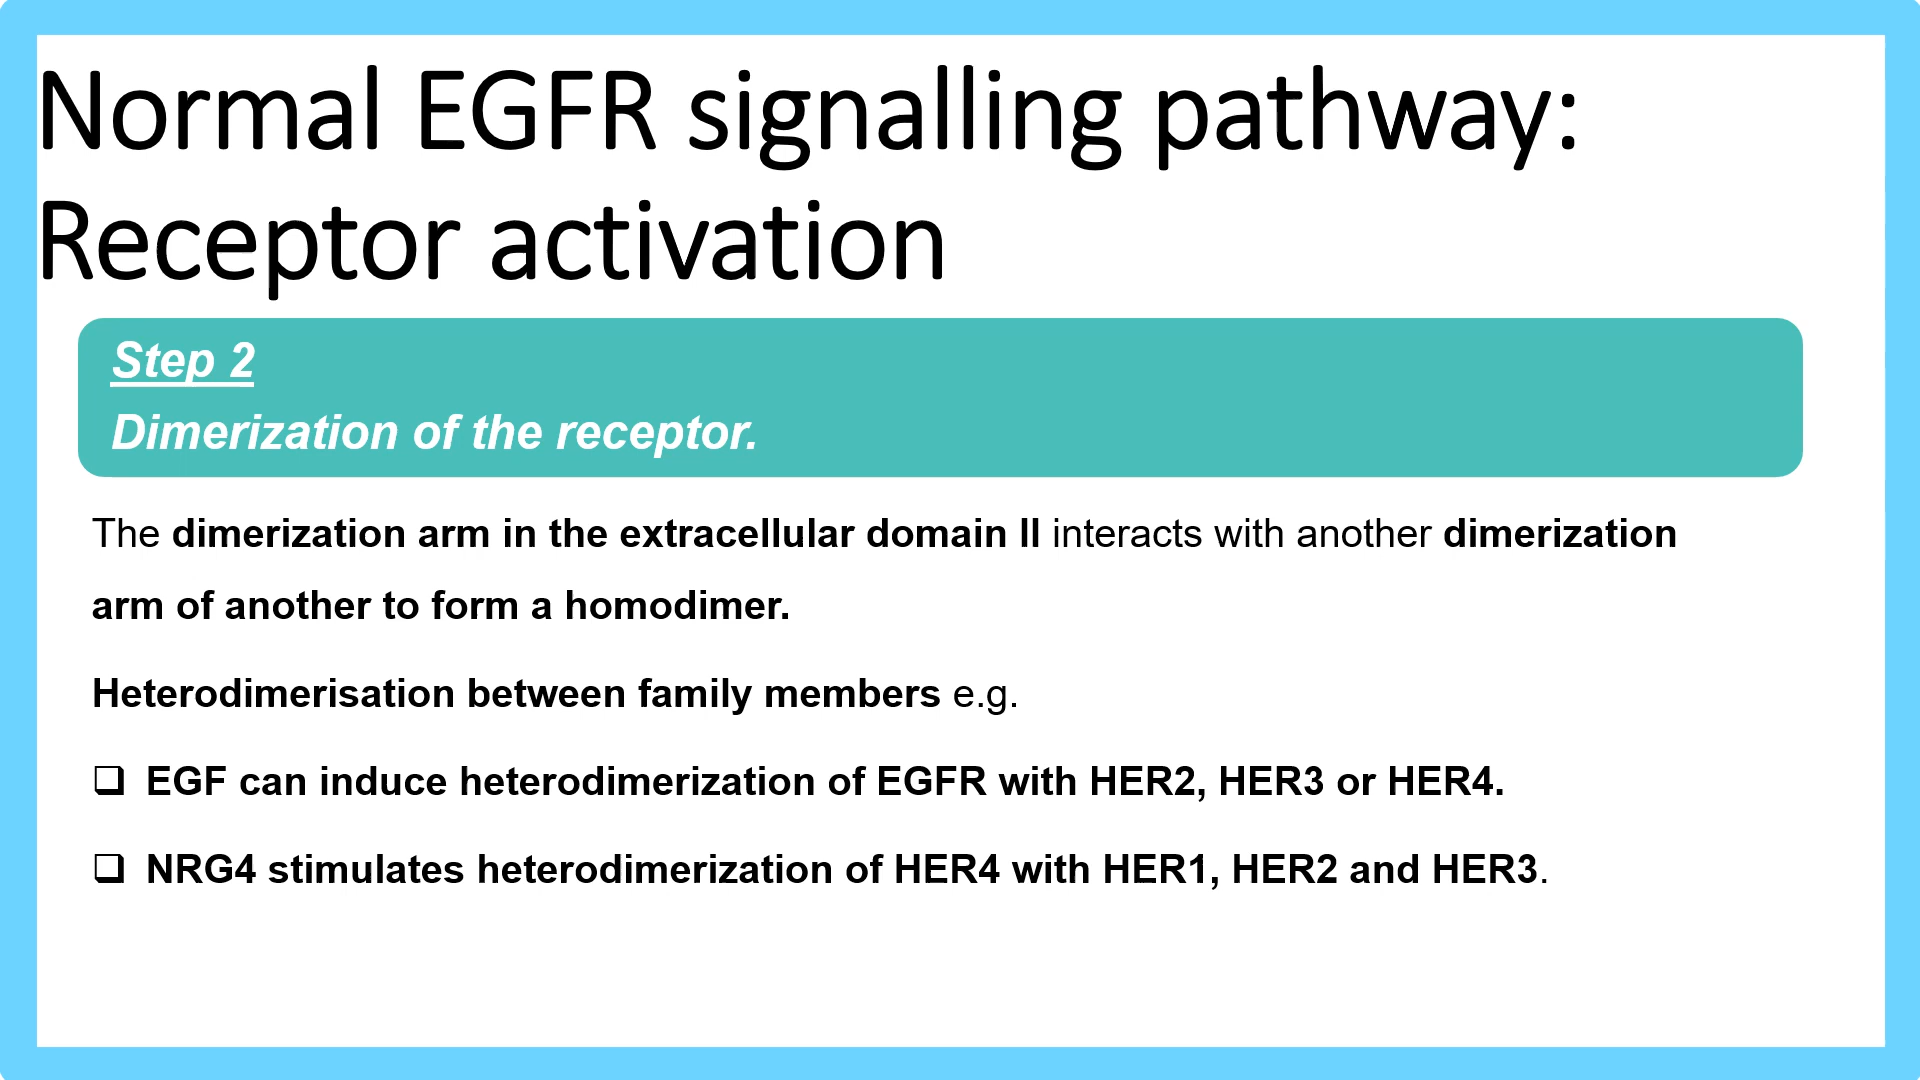 Normal EGFR signalling pathway:
Receptor activation
Step 2
Dimerization of the receptor.
The dimerization arm in the extracellular domain II interacts with another dimerization
arm of another to form a homodimer.
Heterodimerisation between family members e.g.
❑ EGF can induce heterodimerization of EGFR with HER2, HER3 or HER4.
❑ NRG4 stimulates heterodimerization of HER4 with HER1, HER2 and HER3.